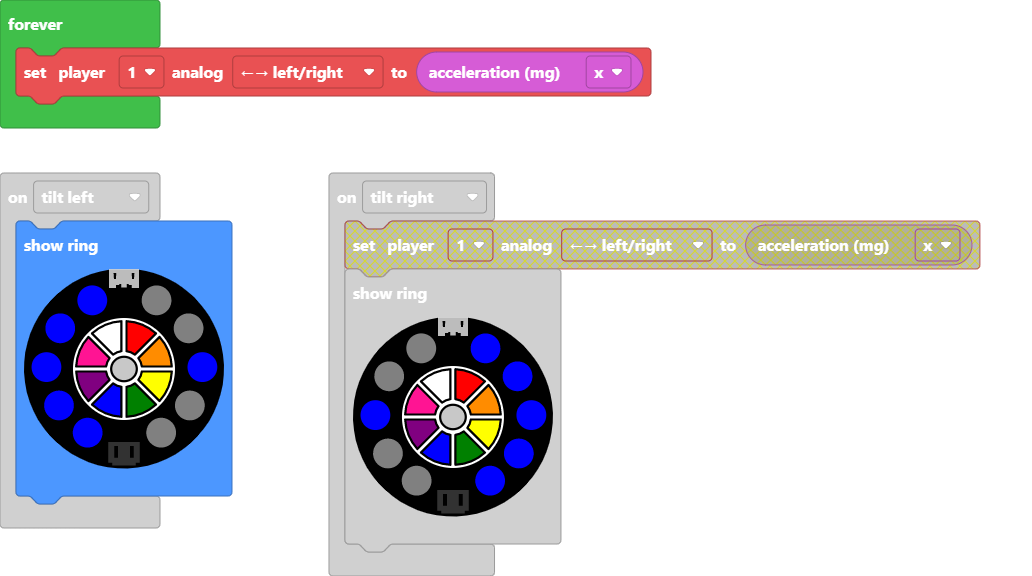 forever
set player 1 analog ←→ left/right to acceleration (mg) x
on tilt left
show ring
on tilt right
set player 1 analog ←→ left/right to acceleration (mg) x
show ring